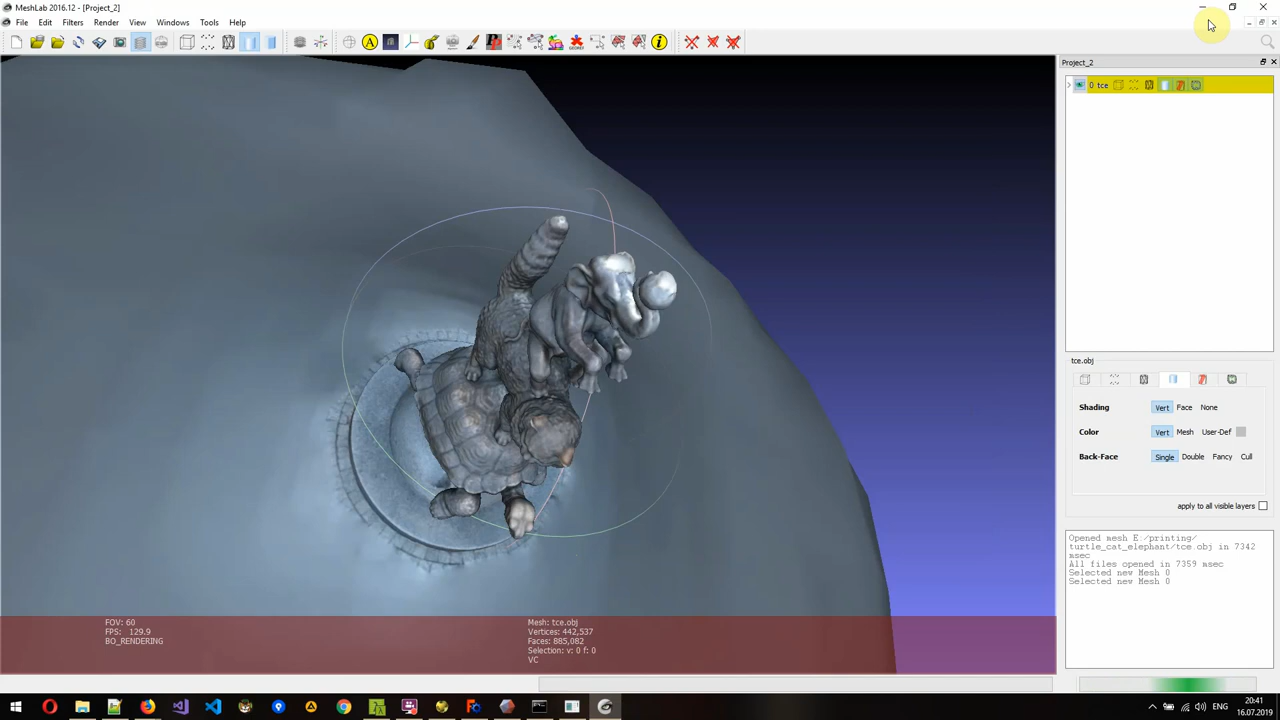 MeshLab 2016.12 - [Project_2]
File Edit Filters Render View Windows Tools Help
Project_2
0 tce
tce.obj
Shading Vert Face None
Color Vert Mesh User-Def
Back-Face Single Double Fancy Cull
apply to all visible layers
Opened mesh E:/printing/
turtle_cat_elephant/tce.obj in 7342
msec
All files opened in 7359 msec
Selected new Mesh 0
Selected new Mesh 0
FOV: 60
FPS: 129.9
BO_RENDERING
Mesh: tce.obj
Vertices: 442,537
Faces: 885,082
Selection: v: 0 f: 0
VC
ENG
20:41
16.07.2019